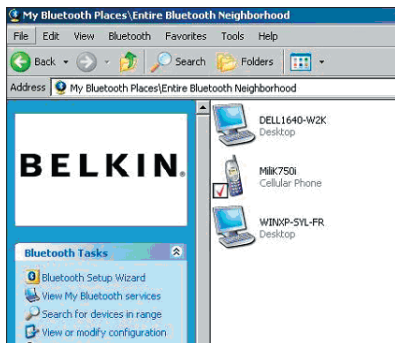 My Bluetooth Places\Entire Bluetooth Neighborhood
File Edit View Bluetooth Favorites Tools Help
Back Search Folders
Address My Bluetooth Places\Entire Bluetooth Neighborhood
BELKIN.
DELL1640-W2K
Desktop
MiliK750i
Cellular Phone
WINXP-SYL-FR
Desktop
Bluetooth Tasks
Bluetooth Setup Wizard
View My Bluetooth services
Search for devices in range
View or modify configuration